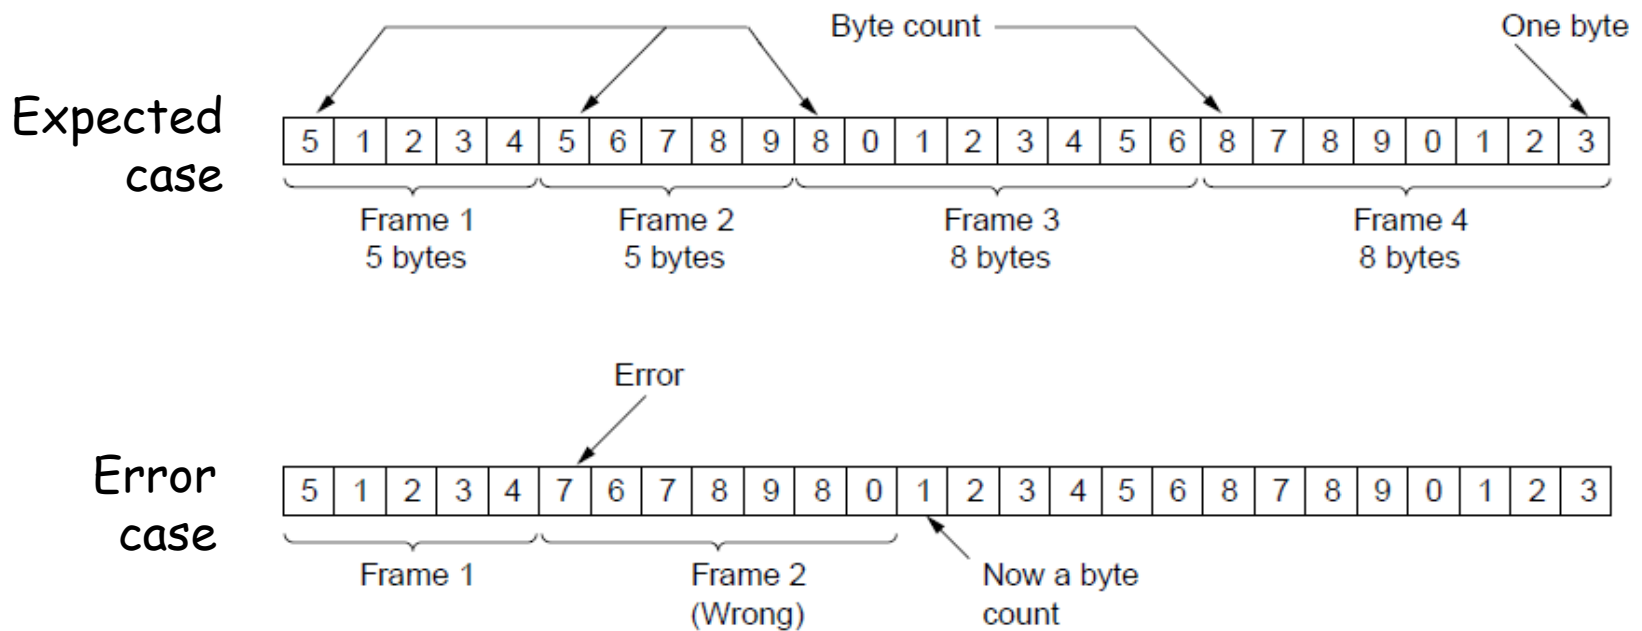 Byte count
One byte
Expected
case
5 1 2 3 4 5 6 7 8 9 8 0 1 2 3 4 5 6 8 7 8 9 0 1 2 3
Frame 1
5 bytes
Frame 2
5 bytes
Frame 3
8 bytes
Frame 4
8 bytes
Error
Error
case
5 1 2 3 4 7 6 7 8 9 8 0 1 2 3 4 5 6 8 7 8 9 0 1 2 3
Frame 1
Frame 2
(Wrong)
Now a byte
count